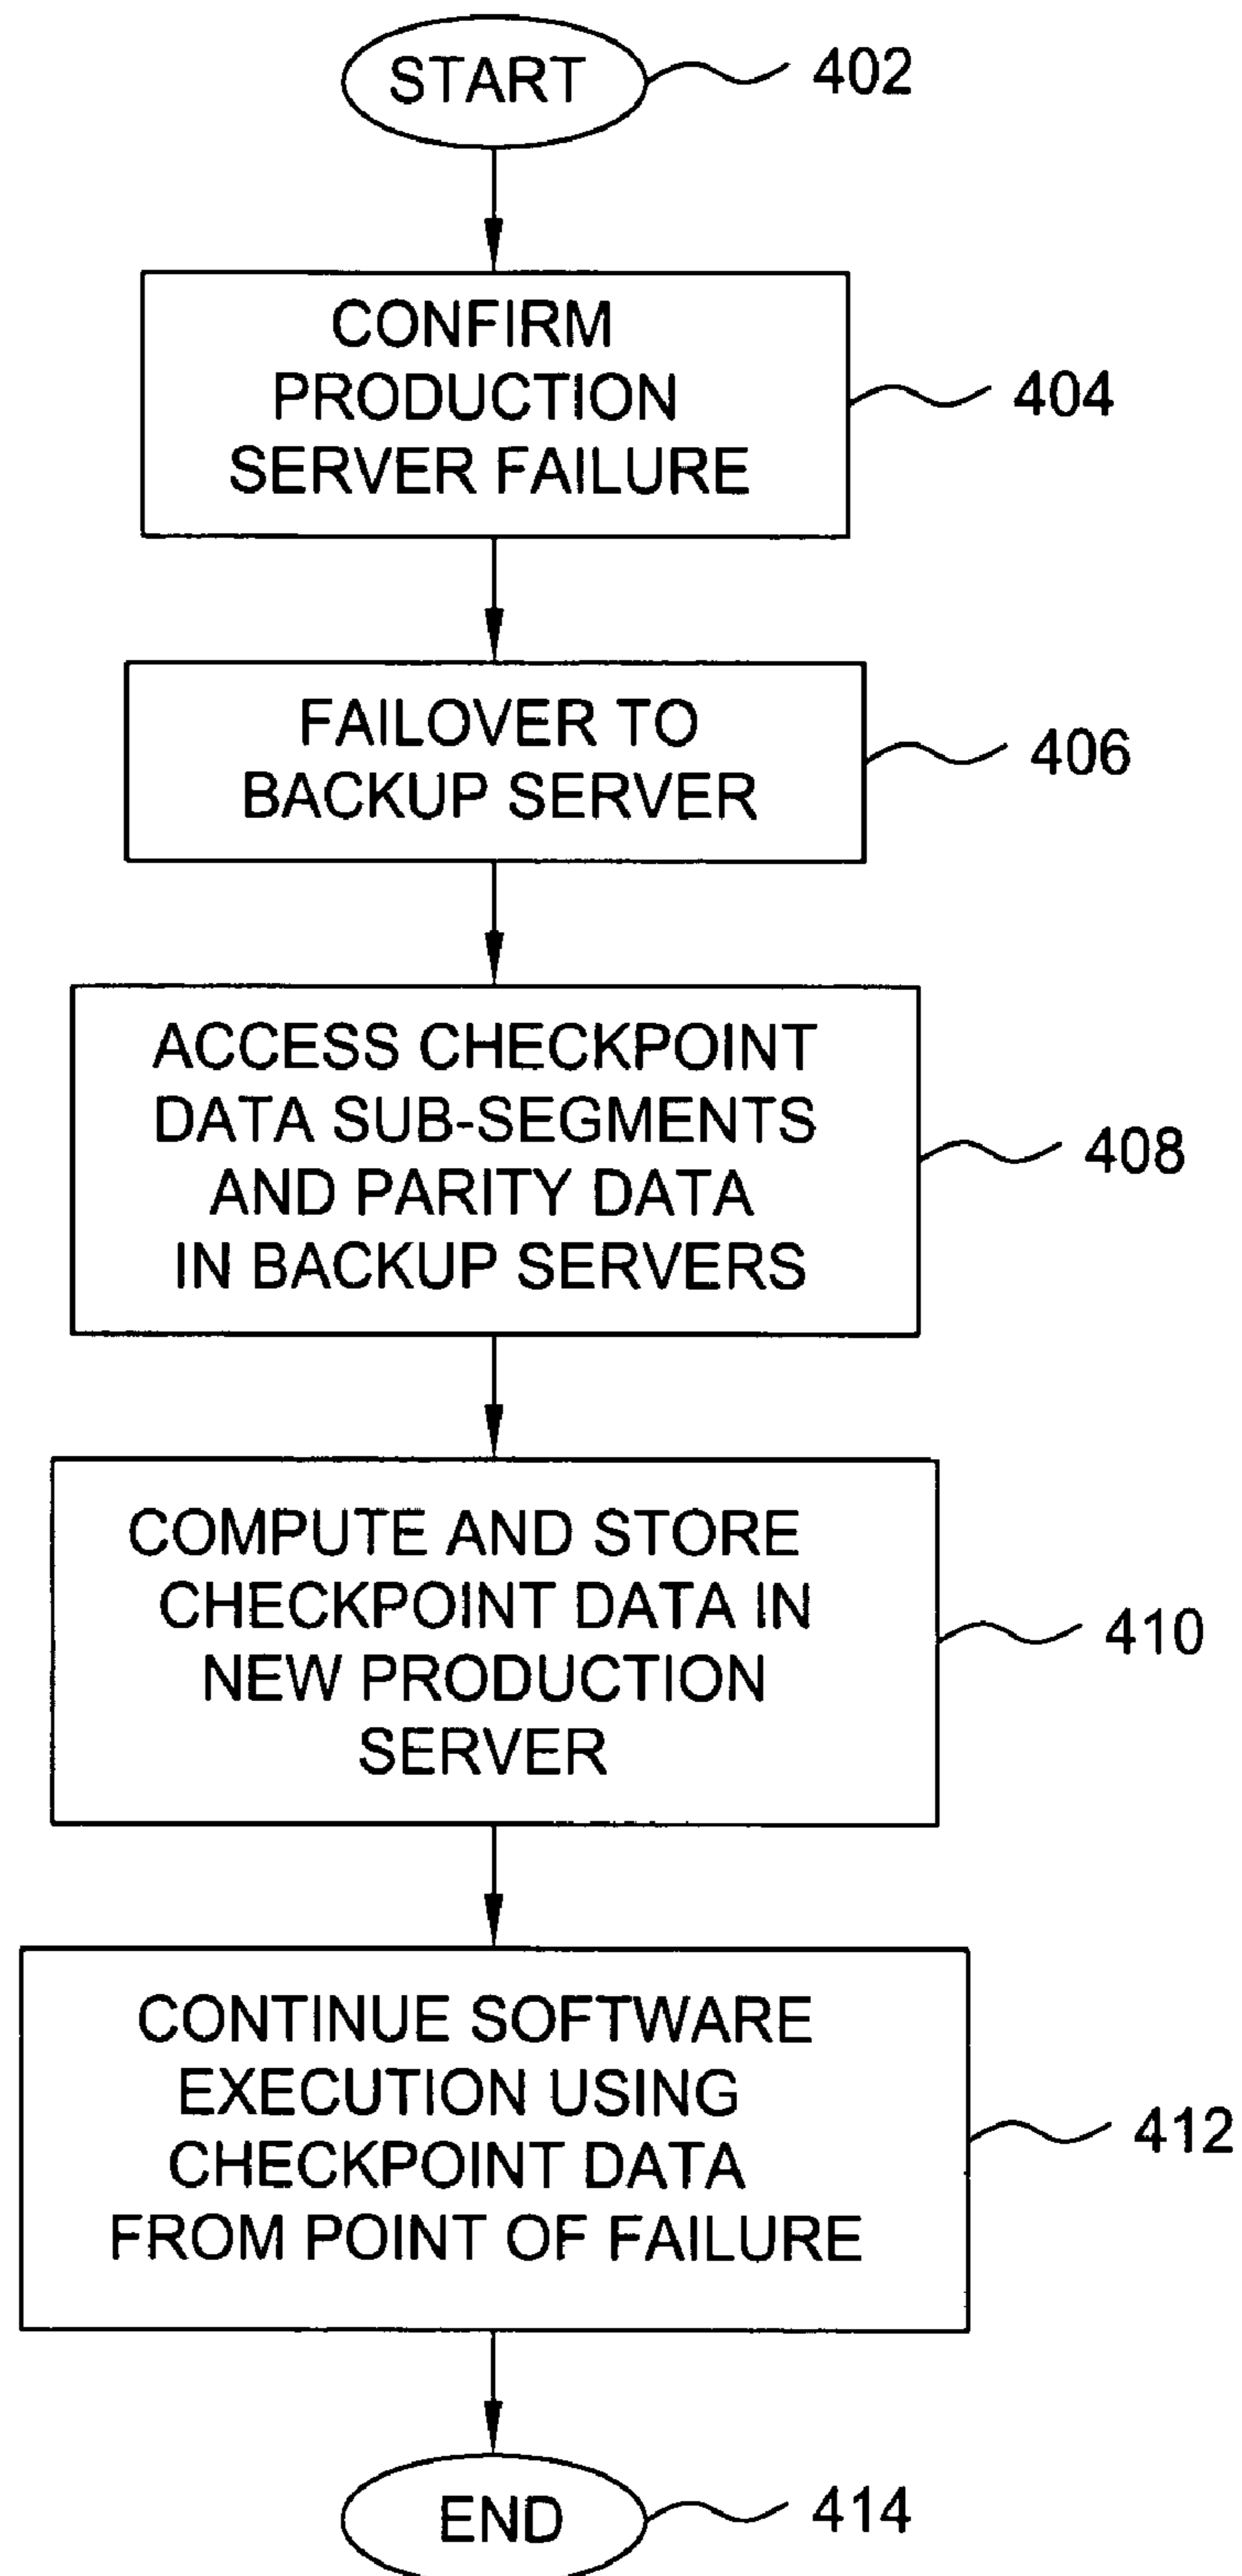 START
402
CONFIRM
PRODUCTION
SERVER FAILURE
404
FAILOVER TO
BACKUP SERVER
406
ACCESS CHECKPOINT
DATA SUB-SEGMENTS
AND PARITY DATA
IN BACKUP SERVERS
408
COMPUTE AND STORE
CHECKPOINT DATA IN
NEW PRODUCTION
SERVER
410
CONTINUE SOFTWARE
EXECUTION USING
CHECKPOINT DATA
FROM POINT OF FAILURE
412
END
414